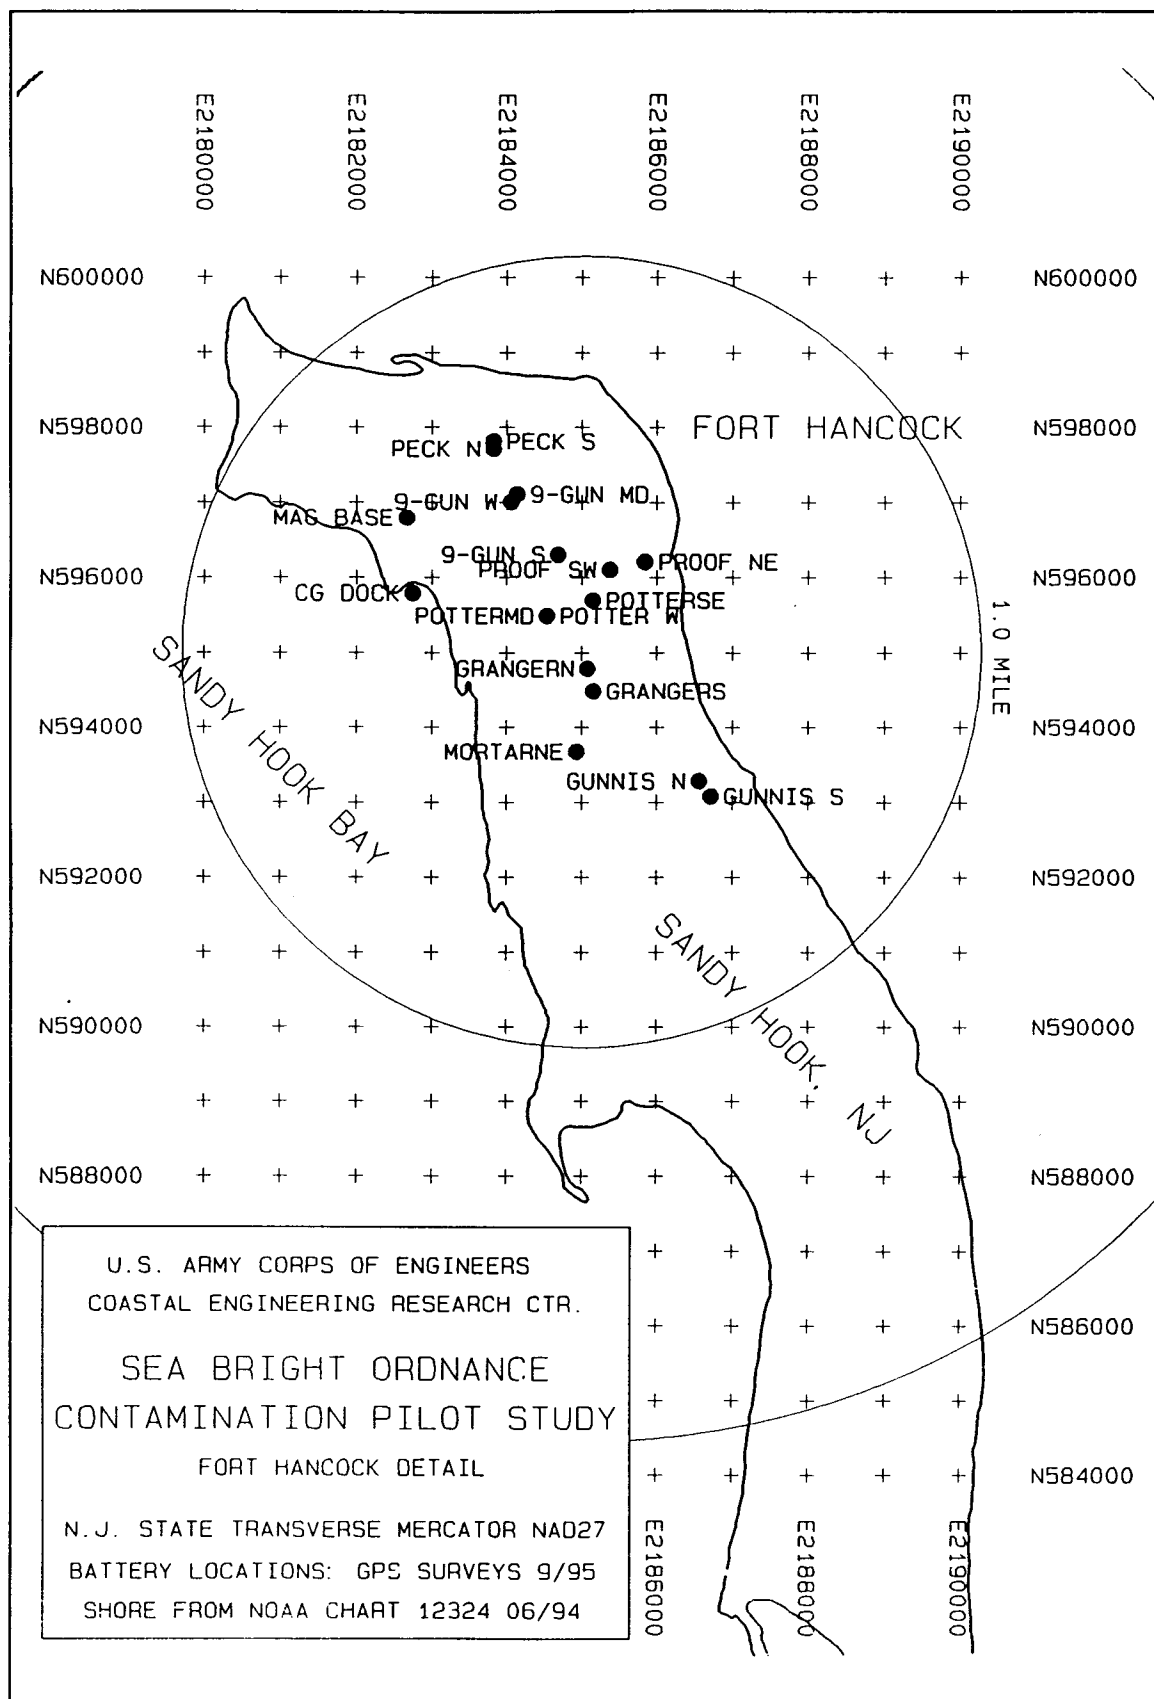 E2180000
E2182000
E2184000
E2186000
E2188000
E2190000
N600000
N600000
N598000
FORT HANCOCK
N598000
PECK N
PECK S
9-GUN W
9-GUN MD
MAG BASE
9-GUN S
PROOF SW
PROOF NE
N596000
N596000
CG DOCK
POTTERSE
POTTERMD
POTTER W
1.0 MILE
GRANGERN
GRANGERS
SANDY HOOK BAY
N594000
N594000
MORTARNE
GUNNIS N
GUNNIS S
N592000
N592000
SANDY HOOK, NJ
N590000
N590000
N588000
N588000
U.S. ARMY CORPS OF ENGINEERS
COASTAL ENGINEERING RESEARCH CTR.
N586000
SEA BRIGHT ORDNANCE
CONTAMINATION PILOT STUDY
FORT HANCOCK DETAIL
N584000
N.J. STATE TRANSVERSE MERCATOR NAD27
BATTERY LOCATIONS: GPS SURVEYS 9/95
SHORE FROM NOAA CHART 12324 06/94
E2186000
E2188000
E2190000